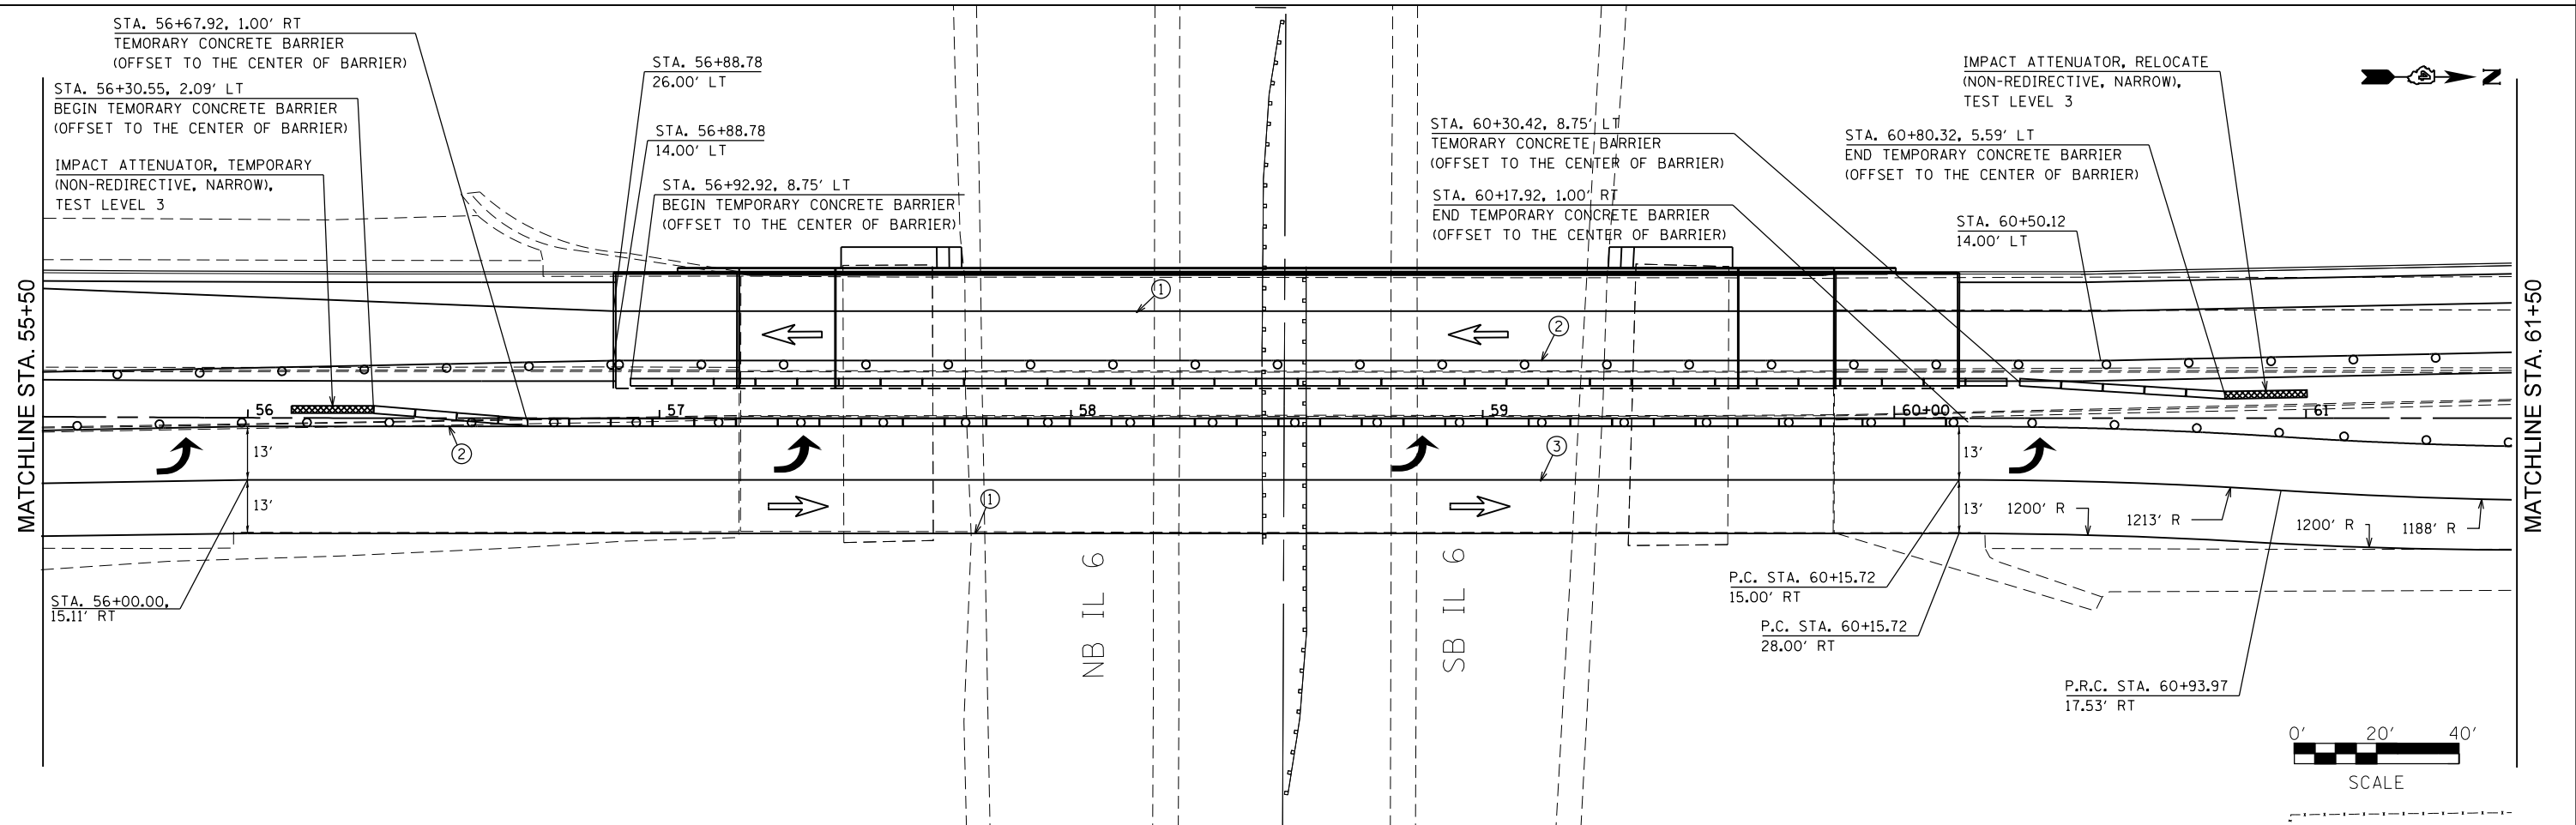 STA. 56+67.92, 1.00' RT
TEMORARY CONCRETE BARRIER
(OFFSET TO THE CENTER OF BARRIER)
STA. 56+30.55, 2.09' LT
BEGIN TEMORARY CONCRETE BARRIER
(OFFSET TO THE CENTER OF BARRIER)
IMPACT ATTENUATOR, TEMPORARY
(NON-REDIRECTIVE, NARROW),
TEST LEVEL 3
STA. 56+88.78
26.00' LT
STA. 56+88.78
14.00' LT
STA. 56+92.92, 8.75' LT
BEGIN TEMPORARY CONCRETE BARRIER
(OFFSET TO THE CENTER OF BARRIER)
STA. 60+30.42, 8.75' LT
TEMORARY CONCRETE BARRIER
(OFFSET TO THE CENTER OF BARRIER)
STA. 60+17.92, 1.00' RT
END TEMPORARY CONCRETE BARRIER
(OFFSET TO THE CENTER OF BARRIER)
IMPACT ATTENUATOR, RELOCATE
(NON-REDIRECTIVE, NARROW),
TEST LEVEL 3
STA. 60+80.32, 5.59' LT
END TEMPORARY CONCRETE BARRIER
(OFFSET TO THE CENTER OF BARRIER)
STA. 60+50.12
14.00' LT
N
MATCHLINE STA. 55+50
MATCHLINE STA. 61+50
1
2
56
57
58
59
60+00
61
2
3
1
13'
13'
13'
13'
1200' R
1213' R
1200' R
1188' R
NB IL 6
SB IL 6
STA. 56+00.00,
15.11' RT
P.C. STA. 60+15.72
15.00' RT
P.C. STA. 60+15.72
28.00' RT
P.R.C. STA. 60+93.97
17.53' RT
0' 20' 40'
SCALE